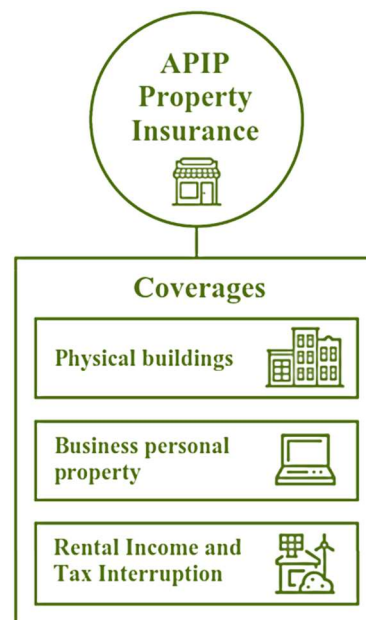 APIP
Property
Insurance
Coverages
Physical buildings
Business personal
property
Rental Income and
Tax Interruption